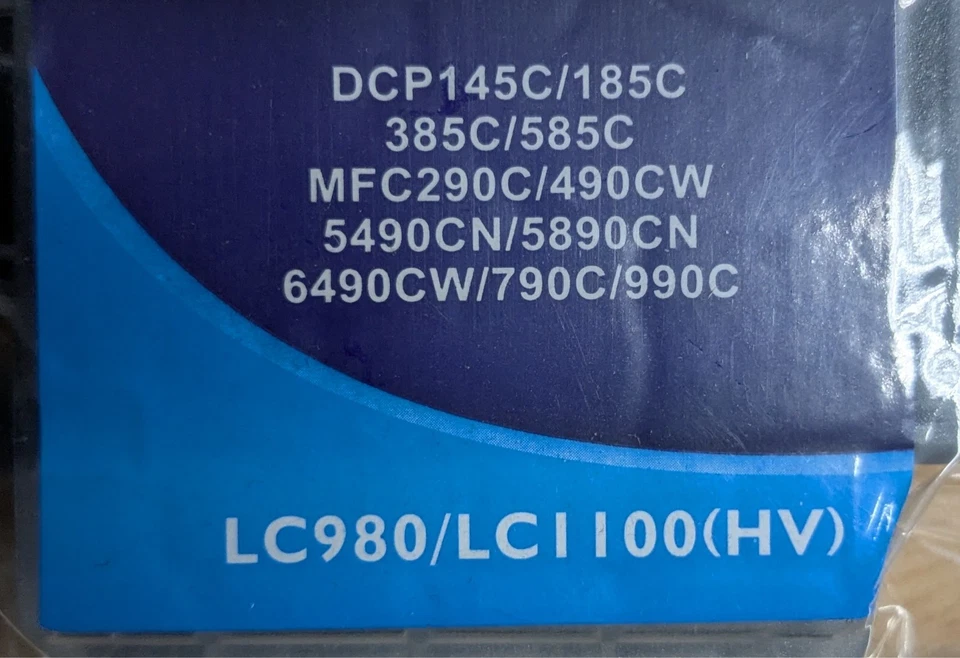 DCP145C/185C
385C/585C
MFC290C/490CW
5490CN/5890CN
6490CW/790C/990C
LC980/LC1100(HV)